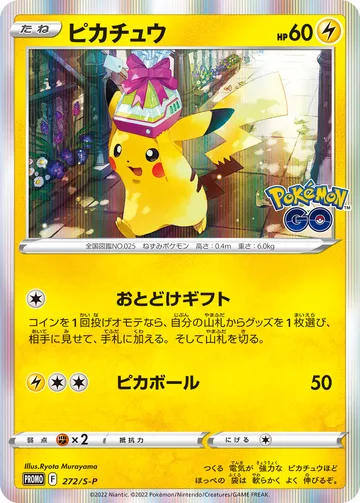 たね ピカチュウ HP60
Pokémon GO
全国図鑑NO.025 ねずみポケモン 高さ:0.4m 重さ:6.0kg
おとどけギフト
コインを1回投げオモテなら、自分の山札からグッズを1枚選び、
相手に見せて、手札に加える。そして山札を切る。
ピカボール 50
弱点 ×2 抵抗力 にげる
Illus.Ryota Murayama
PROMO F 272/S-P
つくる 電気が 強力な ピカチュウほど
ほっぺの 袋は 軟らかく よく 伸びるぞ。
©2022 Niantic. ©2022 Pokémon/Nintendo/Creatures/GAME FREAK.